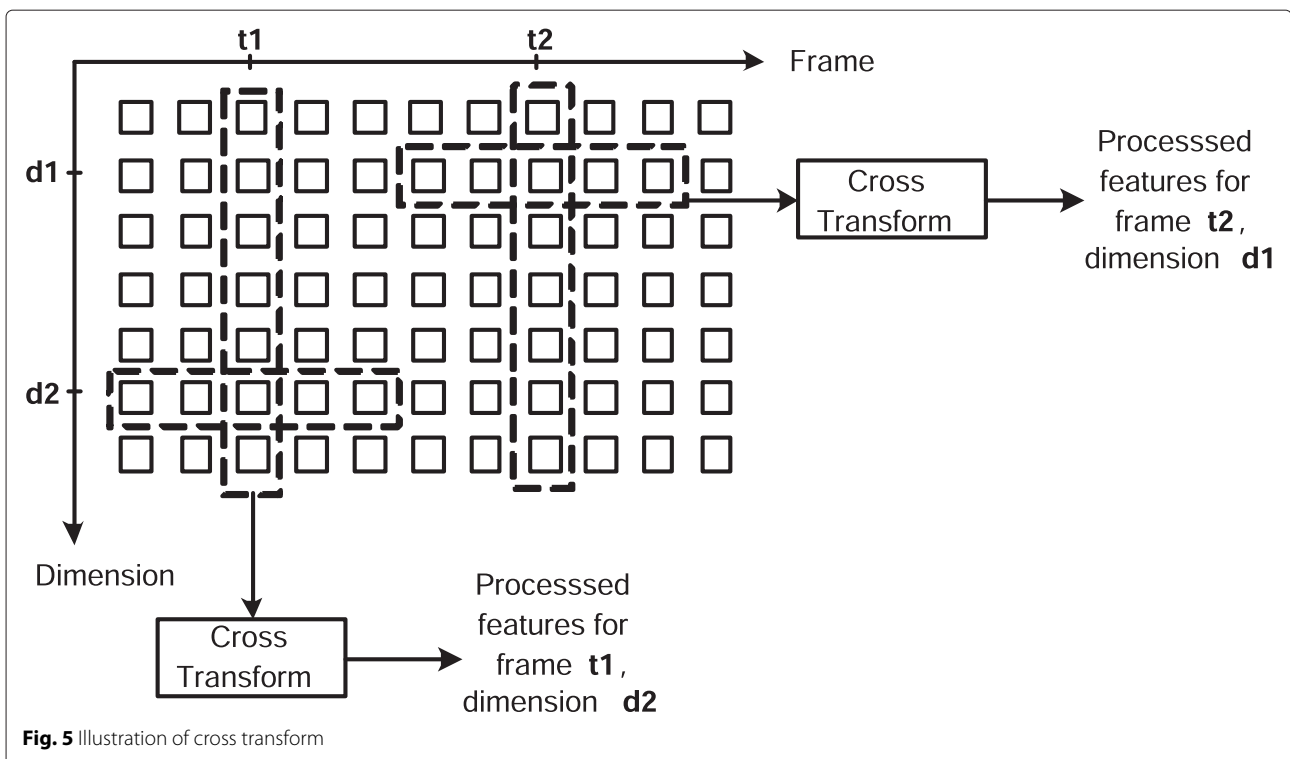 t1
t2
Frame
d1
d2
Dimension
Cross
Transform
Processsed
features for
frame t2,
dimension d1
Cross
Transform
Processsed
features for
frame t1,
dimension d2
Fig. 5 Illustration of cross transform